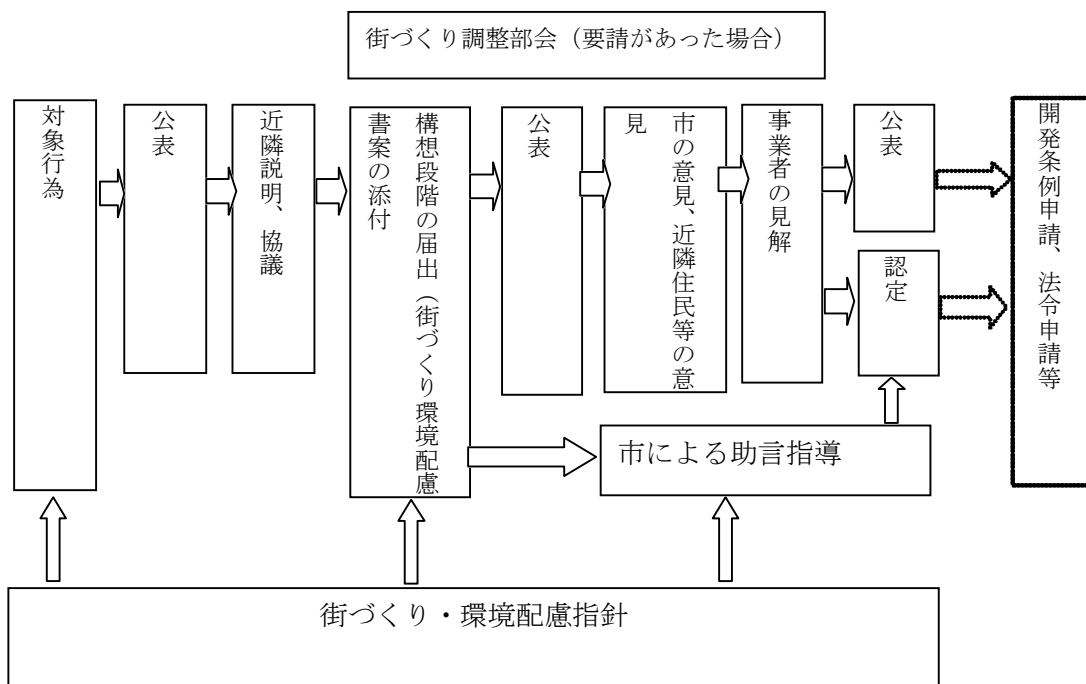 街づくり調整部会（要請があった場合）
対象行為
公表
近隣説明、協議
構想段階の届出（街づくり環境配慮
書案の添付
公表
市の意見、近隣住民等の意
見
事業者の見解
公表
認定
開発条例申請、法令申請等
市による助言指導
街づくり・環境配慮指針